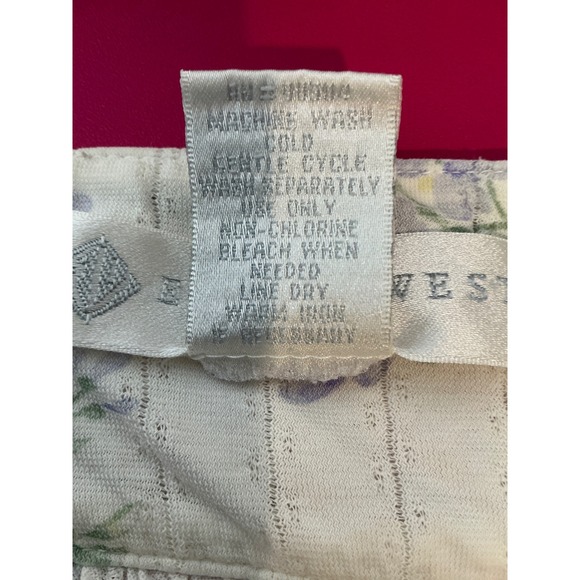 MACHINE WASH
COLD
GENTLE CYCLE
WASH SEPARATELY
USE ONLY
NON-CHLORINE
BLEACH WHEN
NEEDED
LINE DRY
WARM IRON
IF NECESSARY
WEST